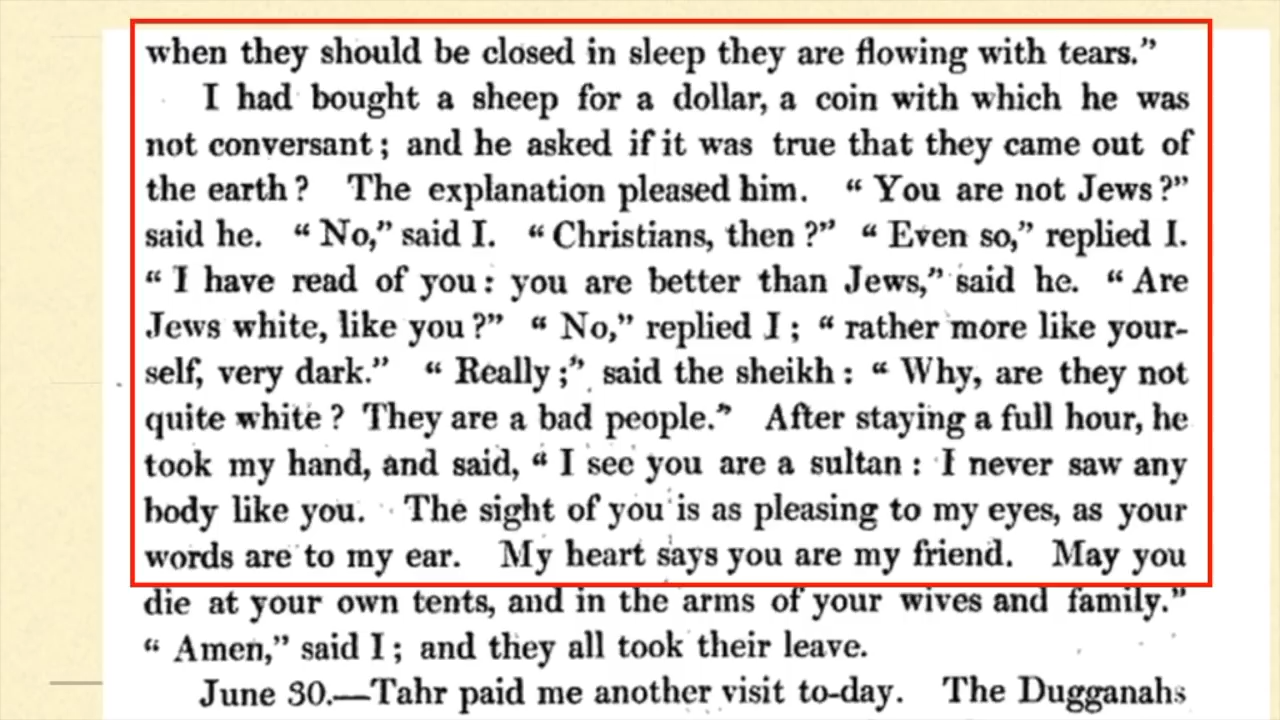 when they should be closed in sleep they are flowing with tears.”
I had bought a sheep for a dollar, a coin with which he was
not conversant; and he asked if it was true that they came out of
the earth? The explanation pleased him. “ You are not Jews?”
said he. “ No,” said I. “ Christians, then ?” “ Even so,” replied I.
“ I have read of you: you are better than Jews,” said he. “ Are
Jews white, like you?” “ No,” replied I; “ rather more like your-
self, very dark.” “ Really;” said the sheikh: “ Why, are they not
quite white? They are a bad people.” After staying a full hour, he
took my hand, and said, “ I see you are a sultan: I never saw any
body like you. The sight of you is as pleasing to my eyes, as your
words are to my ear. My heart says you are my friend. May you
die at your own tents, and in the arms of your wives and family.”
“ Amen,” said I; and they all took their leave.
June 30.—Tahr paid me another visit to-day. The Dugganahs